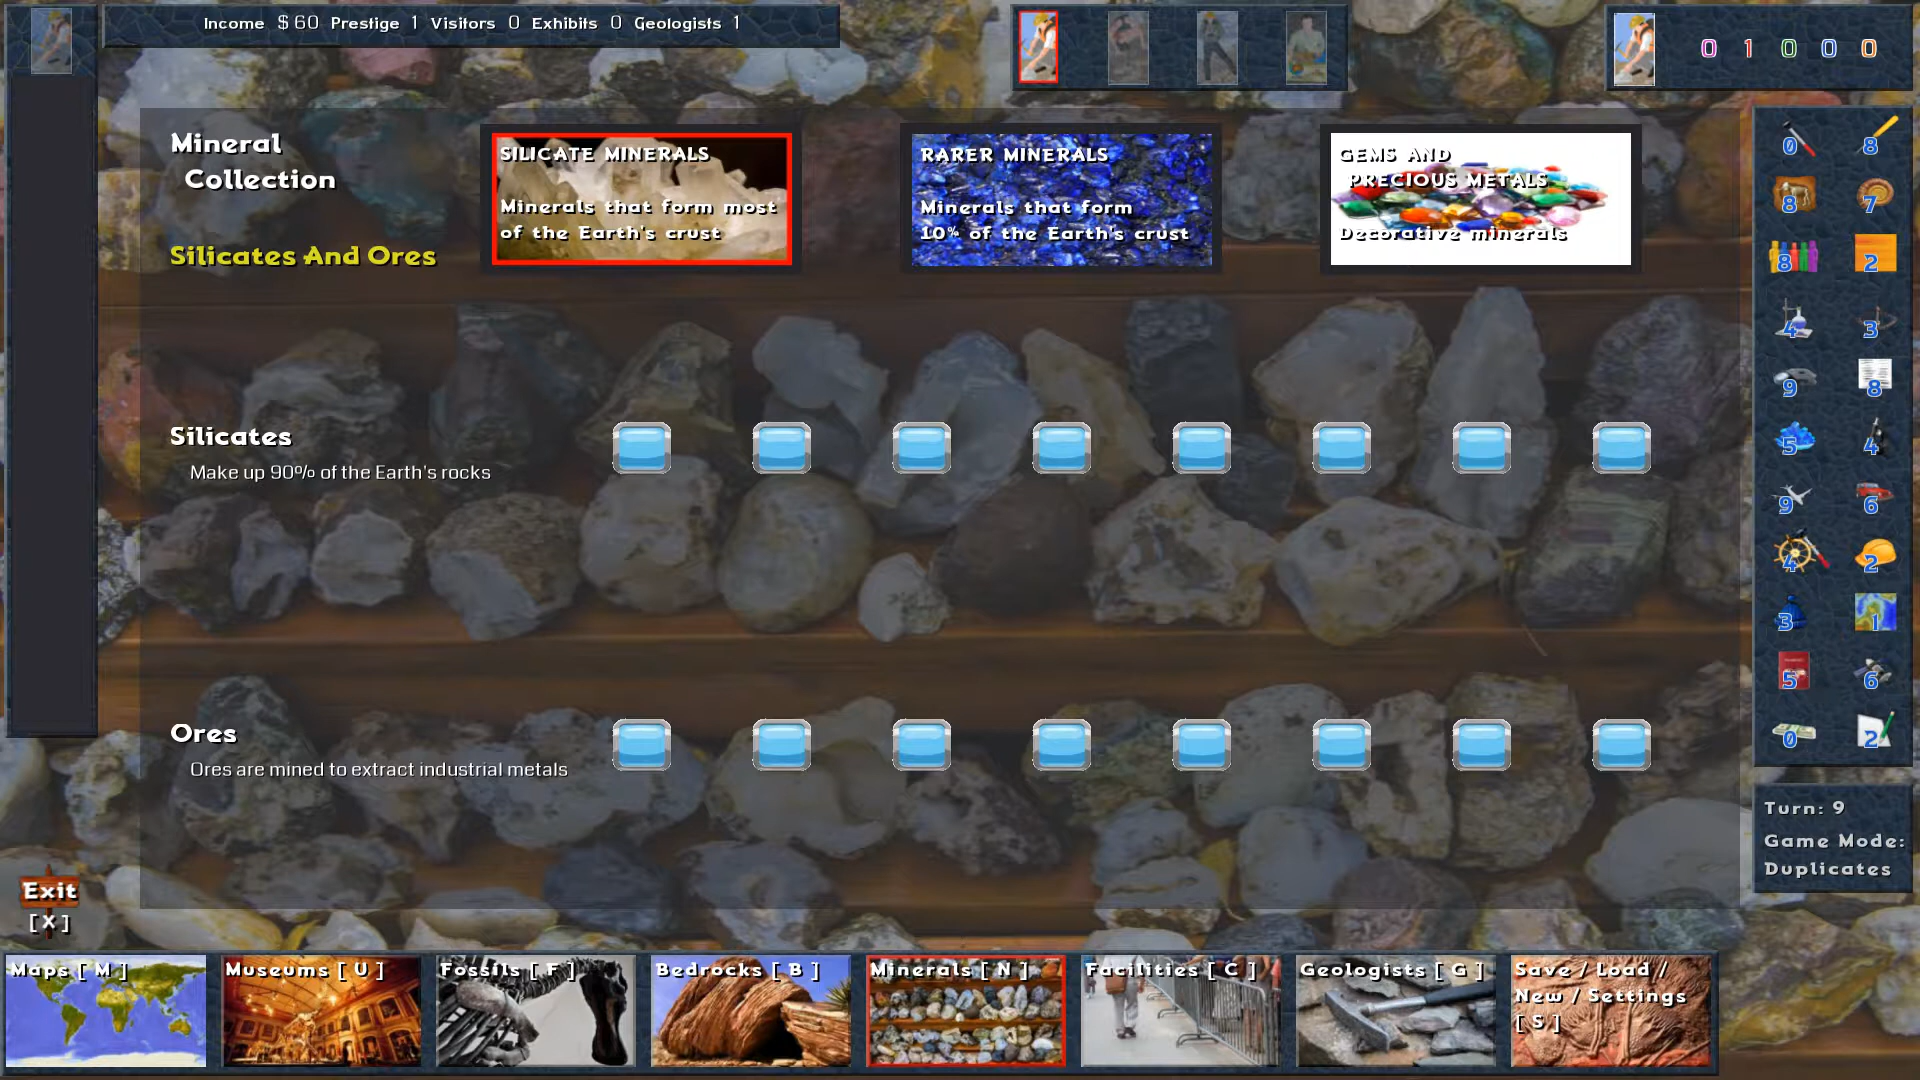 Income $ 60 Prestige 1 Visitors 0 Exhibits 0 Geologists 1
0 1 0 0 0
Mineral
Collection
Silicates And Ores
SILICATE MINERALS
Minerals that form most
of the Earth's crust
RARER MINERALS
Minerals that form
10% of the Earth's crust
GEMS AND
PRECIOUS METALS
Decorative minerals
Silicates
Make up 90% of the Earth's rocks
Ores
Ores are mined to extract industrial metals
0 8
8 7
8 2
4 3
9 8
5 4
9 6
4 2
3 1
5 6
0 2
Turn: 9
Game Mode:
Duplicates
Exit
[ X ]
Maps [ M ]
Museums [ U ]
Fossils [ F ]
Bedrocks [ B ]
Minerals [ N ]
Facilities [ C ]
Geologists [ G ]
Save / Load /
New / Settings
[ S ]